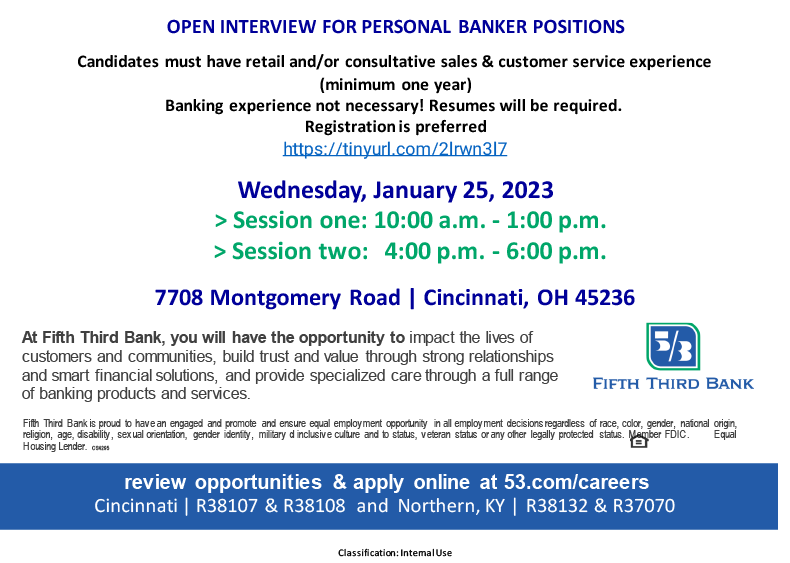 OPEN INTERVIEW FOR PERSONAL BANKER POSITIONS
Candidates must have retail and/or consultative sales & customer service experience
(minimum one year)
Banking experience not necessary! Resumes will be required.
Registration is preferred
https://tinyurl.com/2lrwn3l7
Wednesday, January 25, 2023
> Session one: 10:00 a.m. - 1:00 p.m.
> Session two: 4:00 p.m. - 6:00 p.m.
7708 Montgomery Road | Cincinnati, OH 45236
At Fifth Third Bank, you will have the opportunity to impact the lives of
customers and communities, build trust and value through strong relationships
and smart financial solutions, and provide specialized care through a full range
of banking products and services.
5/3
FIFTH THIRD BANK
Fifth Third Bank is proud to have an engaged and promote and ensure equal employment opportunity in all employment decisions regardless of race, color, gender, national origin,
religion, age, disability, sexual orientation, gender identity, military d inclusive culture and to status, veteran status or any other legally protected status. Member FDIC. Equal
Housing Lender. CS6295
review opportunities & apply online at 53.com/careers
Cincinnati | R38107 & R38108 and Northern, KY | R38132 & R37070
Classification: Internal Use